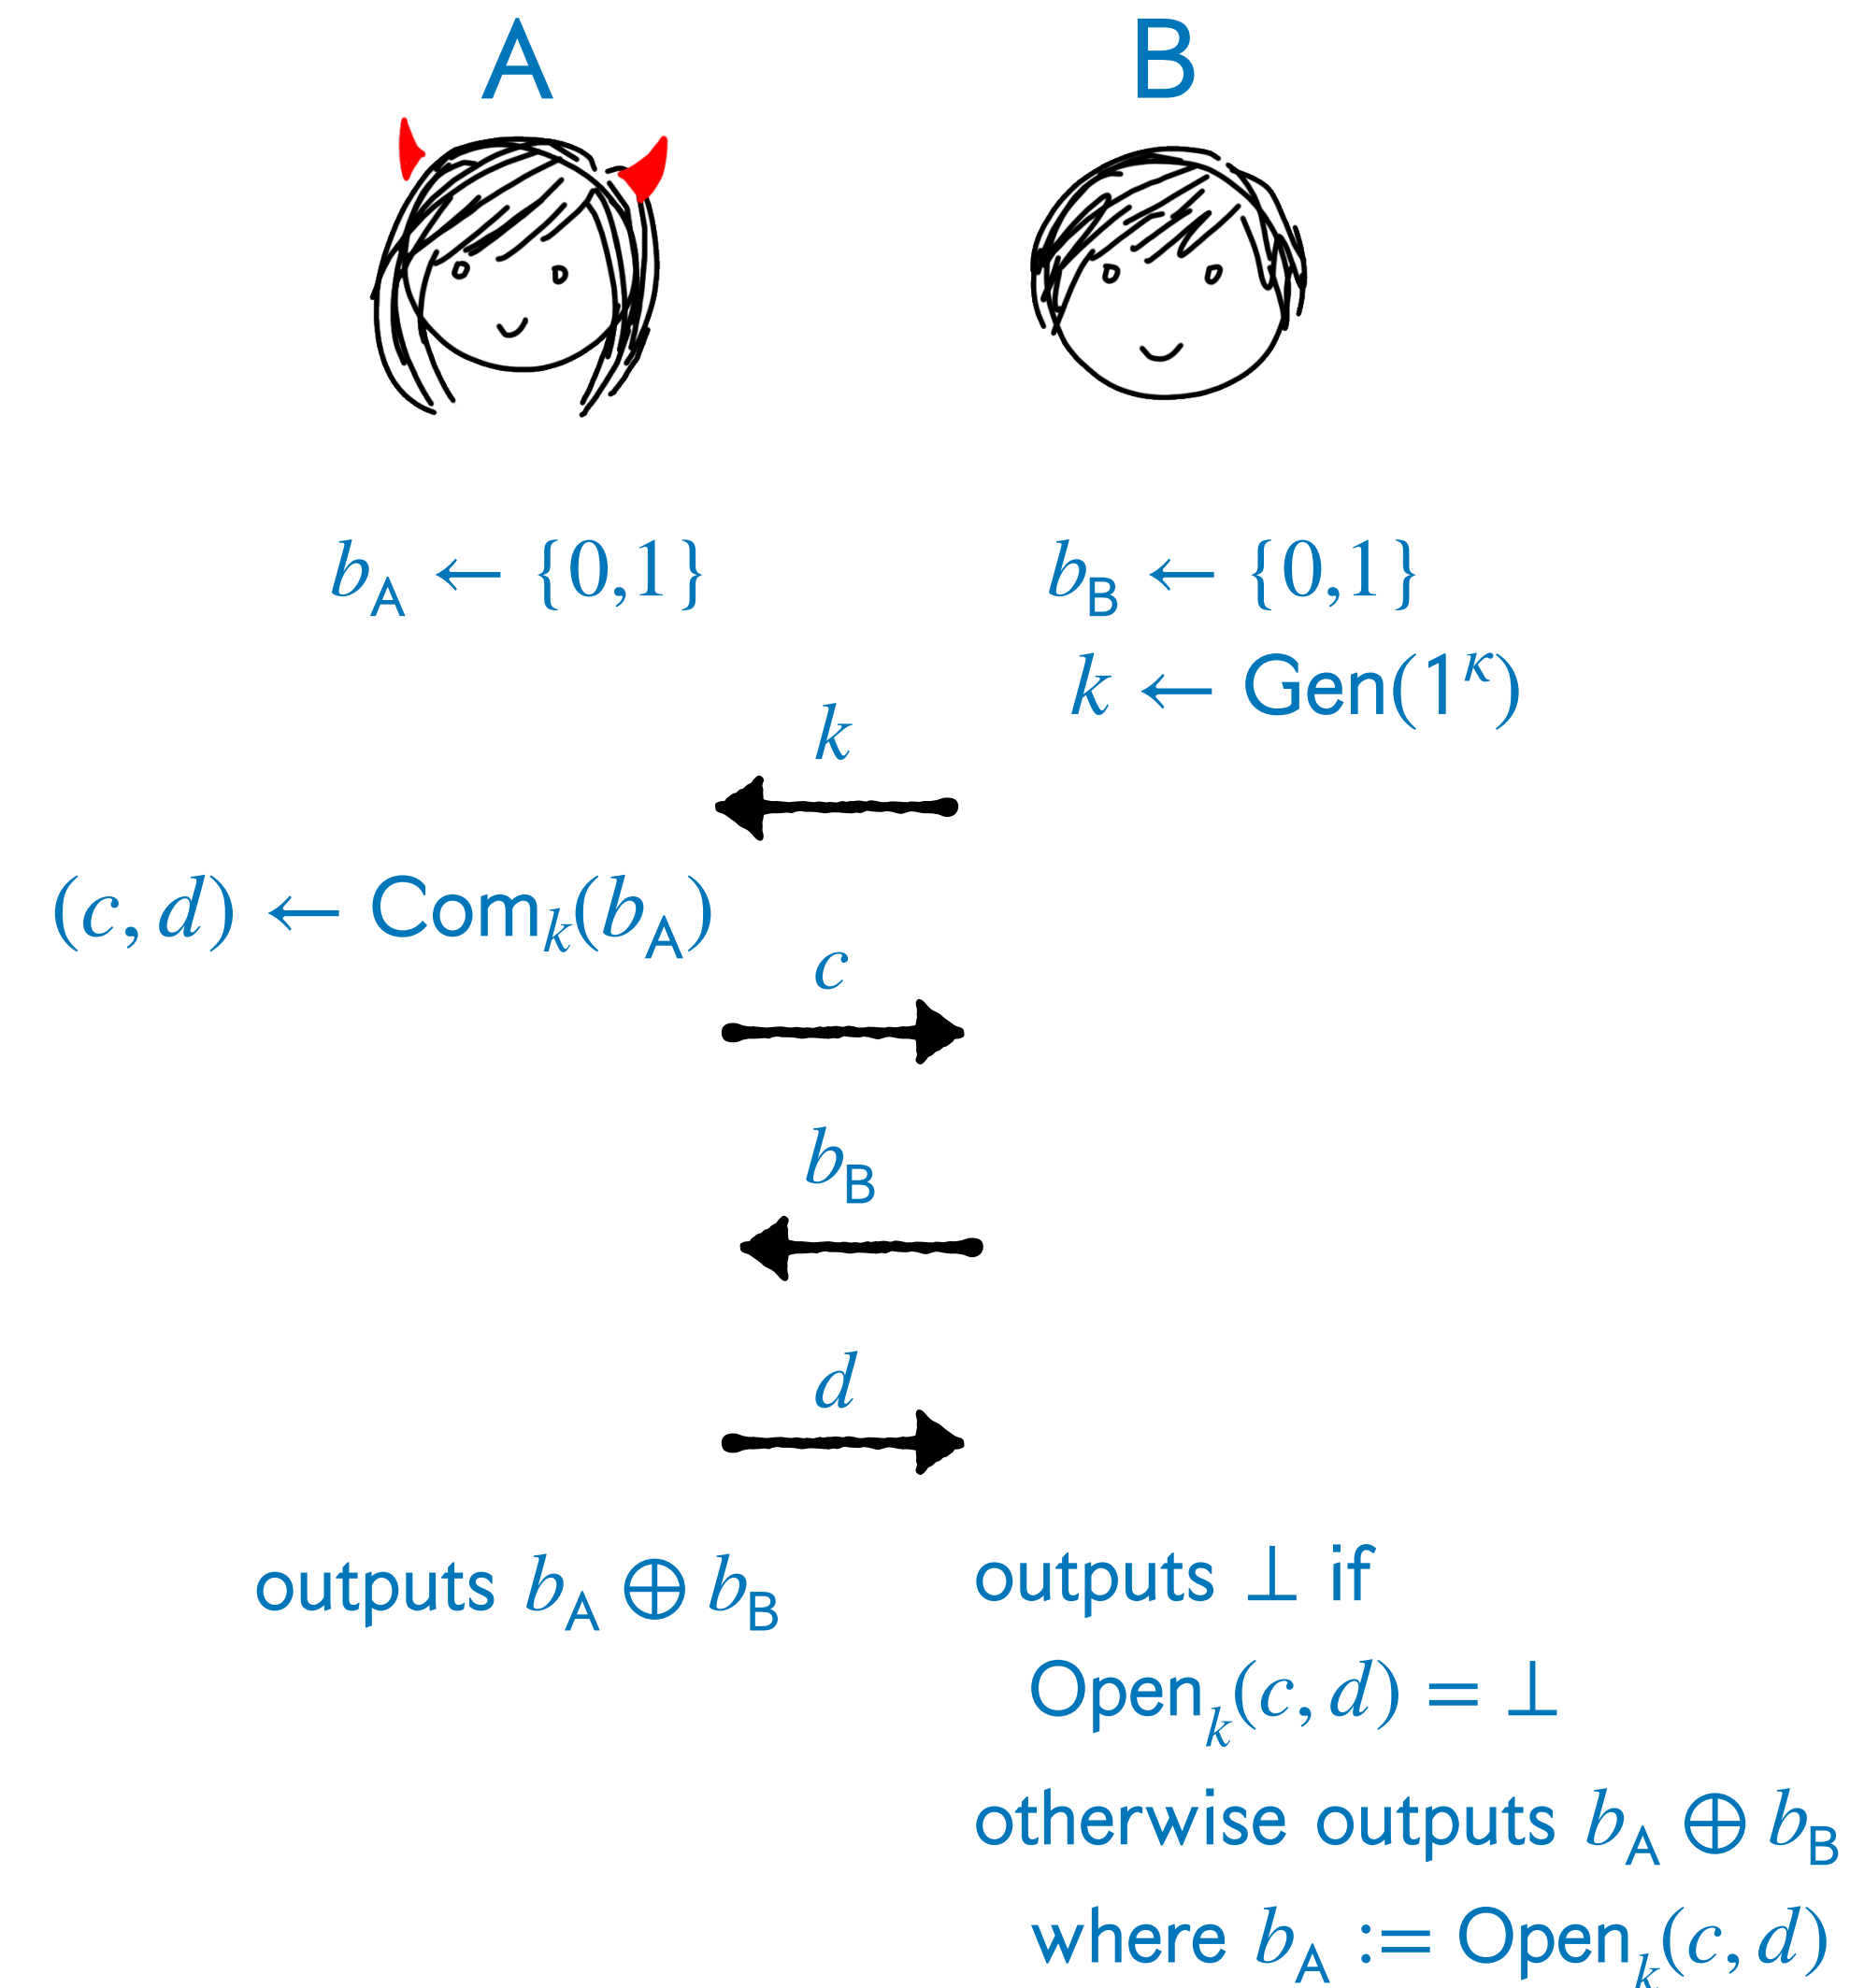 A B
b_A ← {0,1} b_B ← {0,1}
k ← Gen(1^κ)
k
(c, d) ← Com_k(b_A)
c
b_B
d
outputs b_A ⊕ b_B outputs ⊥ if
Open_k(c, d) = ⊥
otherwise outputs b_A ⊕ b_B
where b_A := Open_k(c, d)